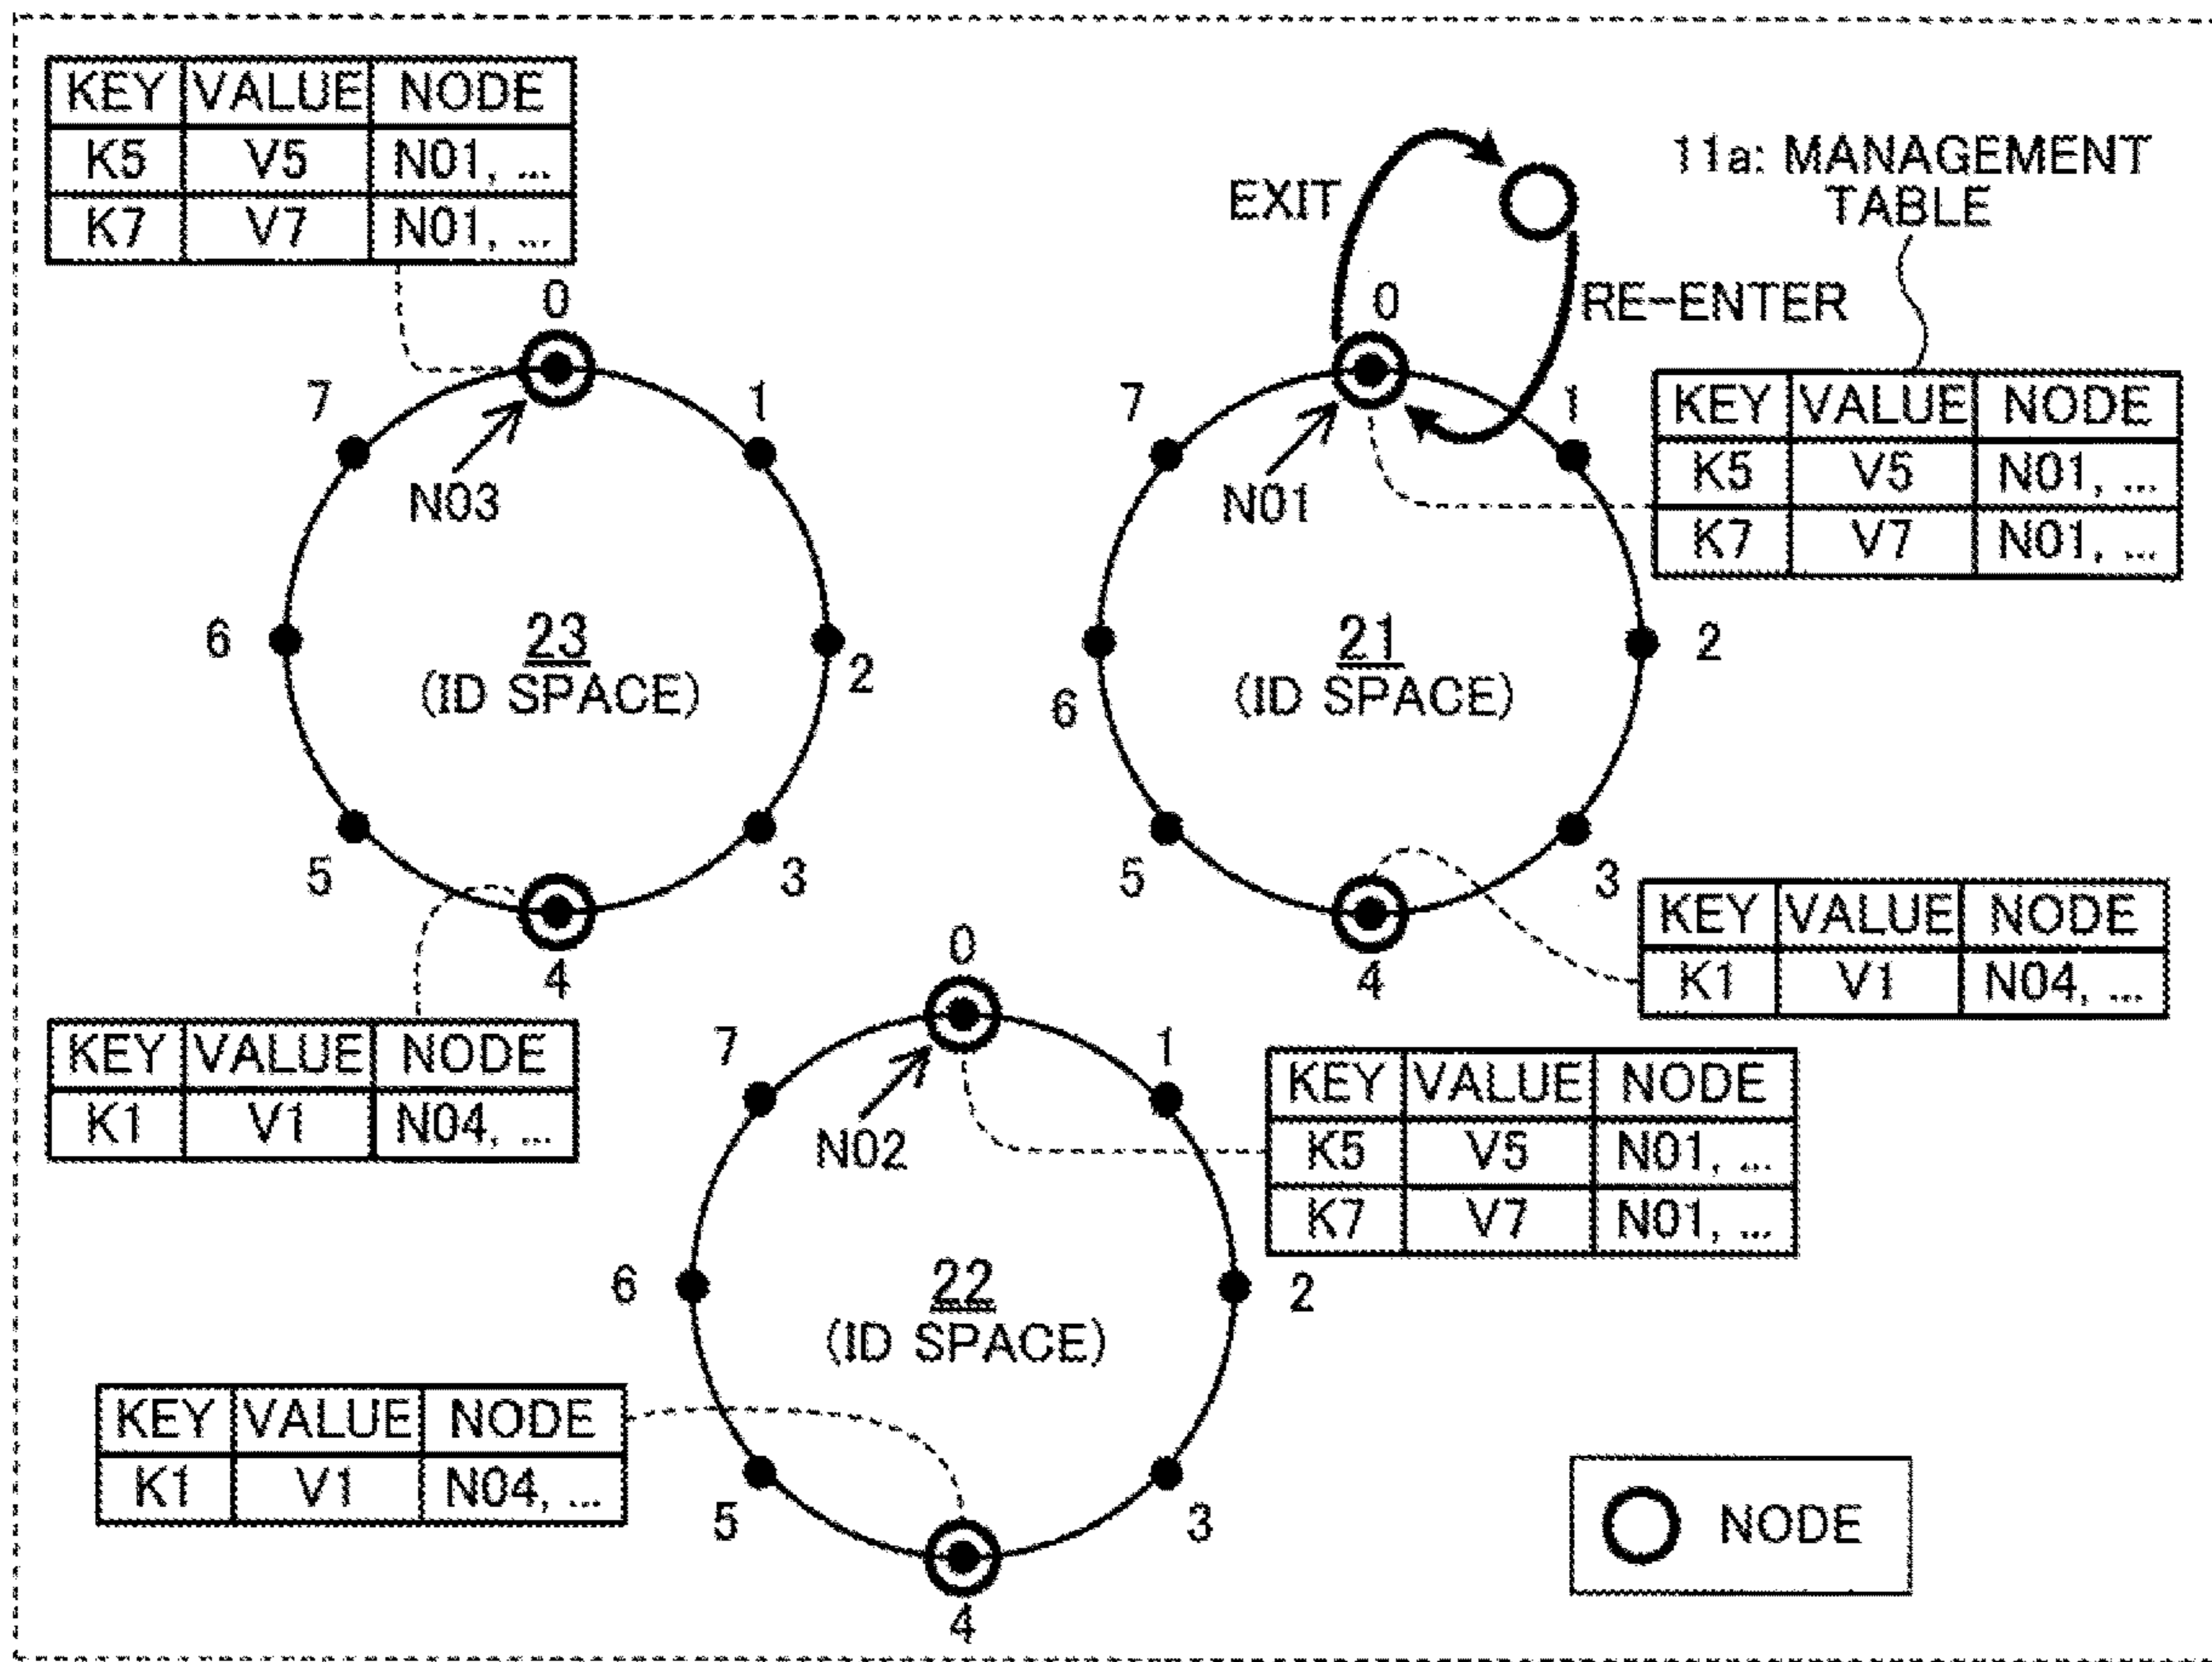 KEY VALUE NODE
K5 V5 N01, ...
K7 V7 N01, ...
EXIT
RE-ENTER
11a: MANAGEMENT
TABLE
0
1
2
3
4
5
6
7
N03
23
(ID SPACE)
0
1
2
3
4
5
6
7
N01
21
(ID SPACE)
KEY VALUE NODE
K5 V5 N01, ...
K7 V7 N01, ...
KEY VALUE NODE
K1 V1 N04, ...
KEY VALUE NODE
K1 V1 N04, ...
0
1
2
3
4
5
6
7
N02
22
(ID SPACE)
KEY VALUE NODE
K5 V5 N01, ...
K7 V7 N01, ...
KEY VALUE NODE
K1 V1 N04, ...
NODE